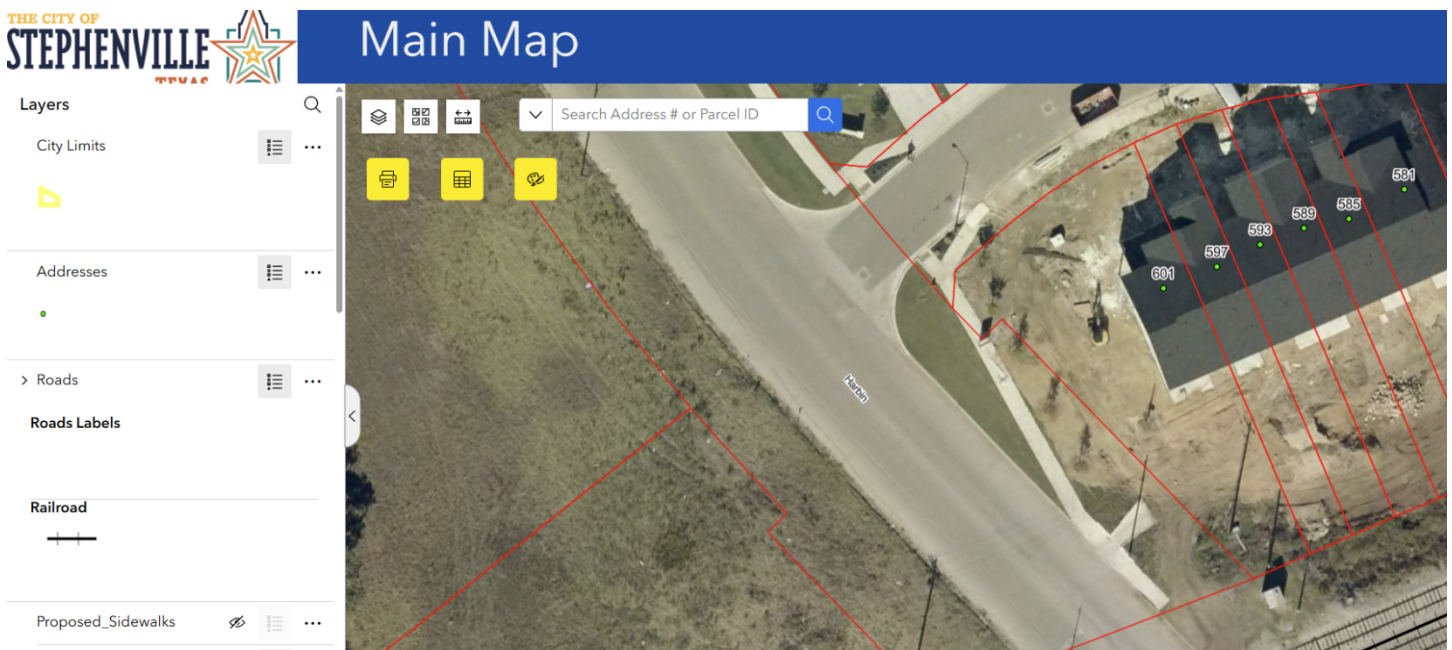 THE CITY OF
STEPHENVILLE
TEXAS
Main Map
Layers
City Limits
Addresses
Roads
Roads Labels
Railroad
Proposed_Sidewalks
Search Address # or Parcel ID
581
585
589
593
597
601
Harbin